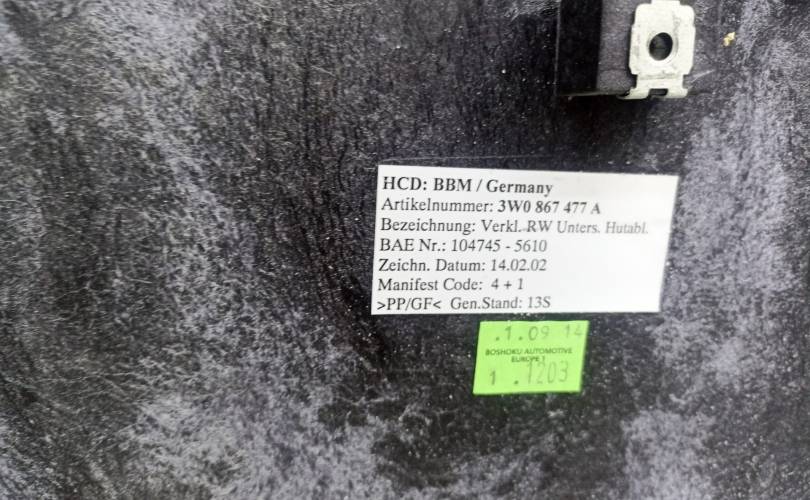 HCD: BBM / Germany
Artikelnummer: 3W0 867 477 A
Bezeichnung: Verkl. RW Unters. Hutabl.
BAE Nr.: 104745 - 5610
Zeichn. Datum: 14.02.02
Manifest Code: 4 + 1
>PP/GF< Gen.Stand: 13S
.1.09 14
BOSHOKU AUTOMOTIVE
EUROPE 1
1 .1203